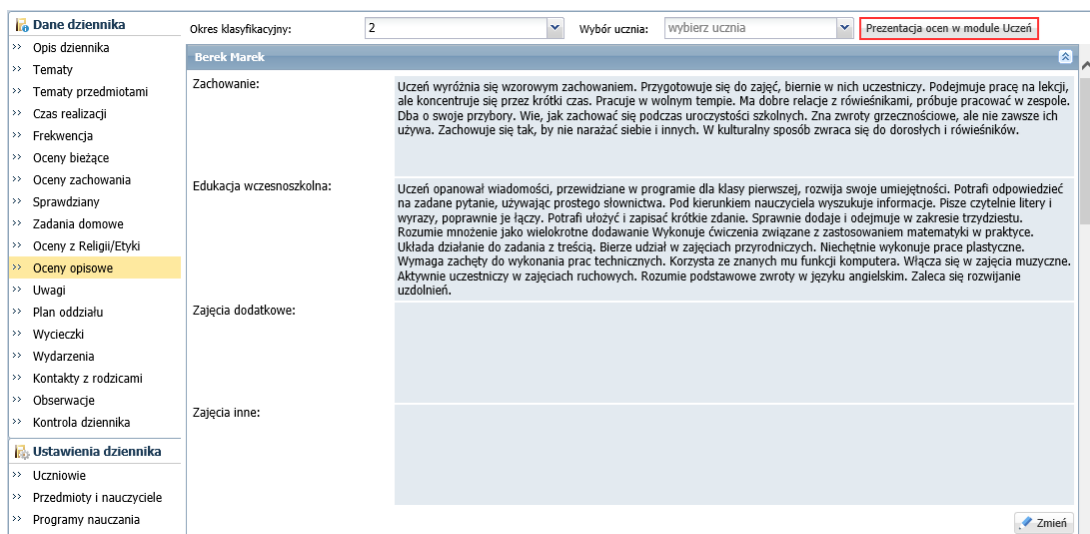 Dane dziennika
>> Opis dziennika
>> Tematy
>> Tematy przedmiotami
>> Czas realizacji
>> Frekwencja
>> Oceny bieżące
>> Oceny zachowania
>> Sprawdziany
>> Zadania domowe
>> Oceny z Religii/Etyki
>> Oceny opisowe
>> Uwagi
>> Plan oddziału
>> Wycieczki
>> Wydarzenia
>> Kontakty z rodzicami
>> Obserwacje
>> Kontrola dziennika
Ustawienia dziennika
>> Uczniowie
>> Przedmioty i nauczyciele
>> Programy nauczania
Okres klasyfikacyjny: 2 Wybór ucznia: wybierz ucznia Prezentacja ocen w module Uczeń
Berek Marek
Zachowanie:
Uczeń wyróżnia się wzorowym zachowaniem. Przygotowuje się do zajęć, biernie w nich uczestniczy. Podejmuje pracę na lekcji,
ale koncentruje się przez krótki czas. Pracuje w wolnym tempie. Ma dobre relacje z rówieśnikami, próbuje pracować w zespole.
Dba o swoje przybory. Wie, jak zachować się podczas uroczystości szkolnych. Zna zwroty grzecznościowe, ale nie zawsze ich
używa. Zachowuje się tak, by nie narażać siebie i innych. W kulturalny sposób zwraca się do dorosłych i rówieśników.
Edukacja wczesnoszkolna:
Uczeń opanował wiadomości, przewidziane w programie dla klasy pierwszej, rozwija swoje umiejętności. Potrafi odpowiedzieć
na zadane pytanie, używając prostego słownictwa. Pod kierunkiem nauczyciela wyszukuje informacje. Pisze czytelnie litery i
wyrazy, poprawnie je łączy. Potrafi ułożyć i zapisać krótkie zdanie. Sprawnie dodaje i odejmuje w zakresie trzydziestu.
Rozumie mnożenie jako wielokrotne dodawanie Wykonuje ćwiczenia związane z zastosowaniem matematyki w praktyce.
Układa działanie do zadania z treścią. Bierze udział w zajęciach przyrodniczych. Niechętnie wykonuje prace plastyczne.
Wymaga zachęty do wykonania prac technicznych. Korzysta ze znanych mu funkcji komputera. Włącza się w zajęcia muzyczne.
Aktywnie uczestniczy w zajęciach ruchowych. Rozumie podstawowe zwroty w języku angielskim. Zaleca się rozwijanie
uzdolnień.
Zajęcia dodatkowe:
Zajęcia inne:
Zmień